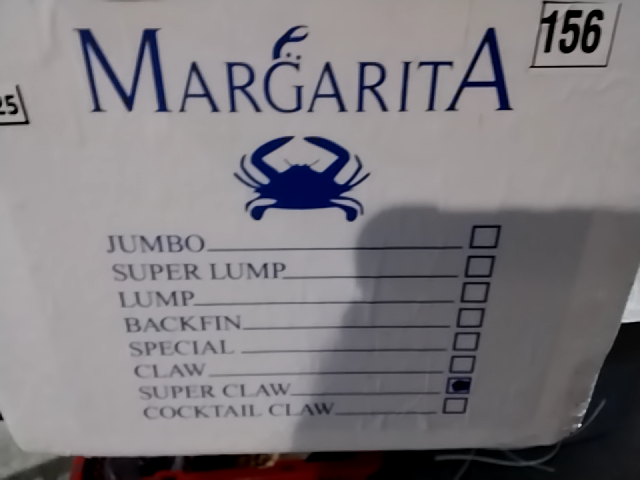 156
25
MARGARITA
JUMBO
SUPER LUMP
LUMP
BACKFIN
SPECIAL
CLAW
SUPER CLAW
COCKTAIL CLAW